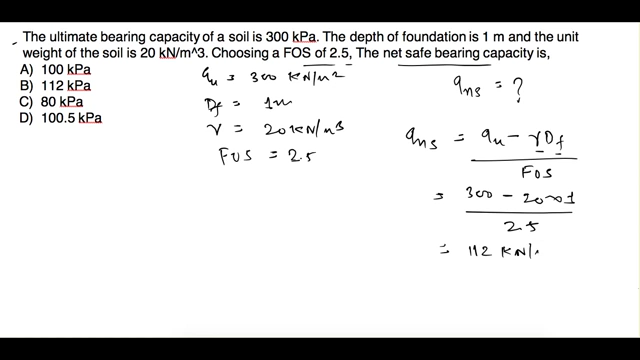 The ultimate bearing capacity of a soil is 300 kPa. The depth of foundation is 1 m and the unit
weight of the soil is 20 kN/m^3. Choosing a FOS of 2.5, The net safe bearing capacity is,
A) 100 kPa
B) 112 kPa
C) 80 kPa
D) 100.5 kPa
qu = 300 KN/m2
Df = 1m
γ = 20 KN/m3
FOS = 2.5
qns = ?
qns = qu - γDf
FOS
= 300 - 20×1
2.5
= 112 KN/